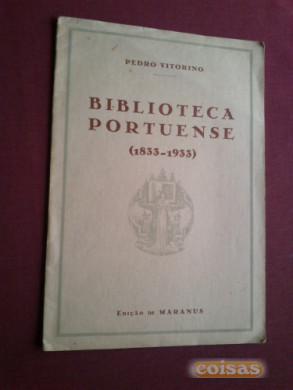 PEDRO VITORINO
BIBLIOTECA
PORTUENSE
(1833-1933)
EDIÇÃO DE MARANUS
coisas